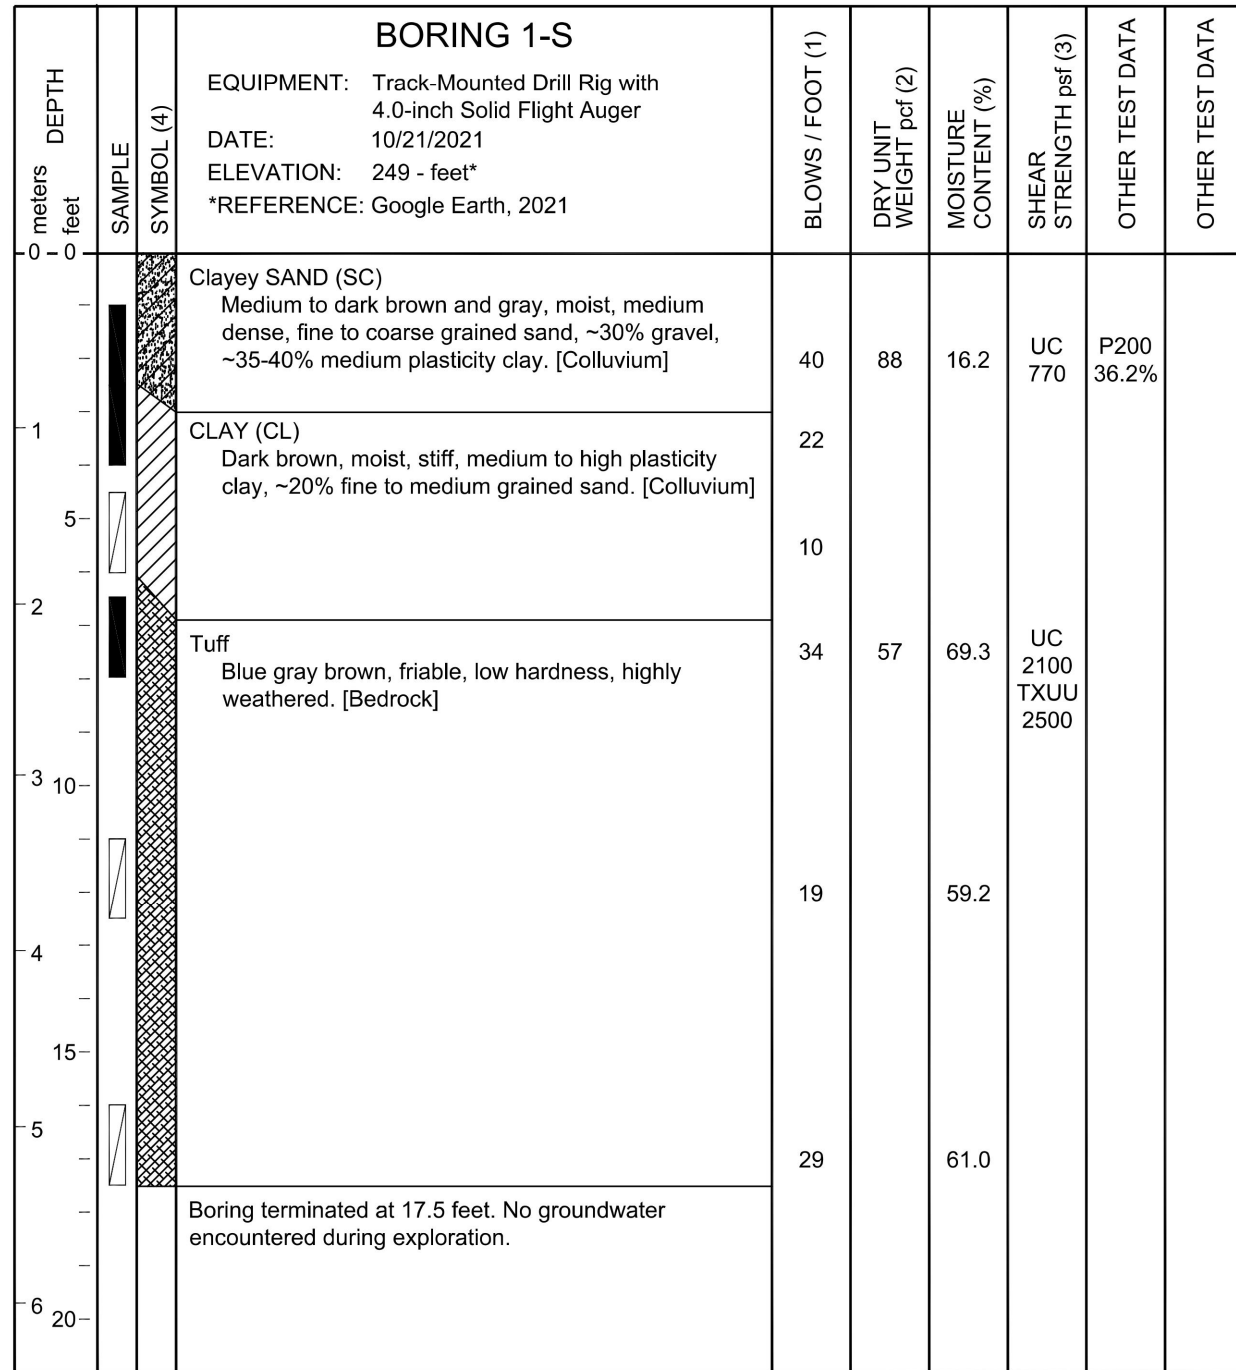 BORING 1-S
EQUIPMENT: Track-Mounted Drill Rig with
4.0-inch Solid Flight Auger
DATE: 10/21/2021
ELEVATION: 249 - feet*
*REFERENCE: Google Earth, 2021
meters
feet
DEPTH
SAMPLE
SYMBOL (4)
BLOWS / FOOT (1)
DRY UNIT
WEIGHT pcf (2)
MOISTURE
CONTENT (%)
SHEAR
STRENGTH psf (3)
OTHER TEST DATA
OTHER TEST DATA
0 0
Clayey SAND (SC)
Medium to dark brown and gray, moist, medium
dense, fine to coarse grained sand, ~30% gravel,
~35-40% medium plasticity clay. [Colluvium]
40 88 16.2 UC P200
770 36.2%
1
CLAY (CL)
22
Dark brown, moist, stiff, medium to high plasticity
clay, ~20% fine to medium grained sand. [Colluvium]
5
10
2
Tuff
Blue gray brown, friable, low hardness, highly
weathered. [Bedrock]
34 57 69.3 UC
2100
TXUU
2500
3 10
19 59.2
4
15
5
29 61.0
Boring terminated at 17.5 feet. No groundwater
encountered during exploration.
6 20